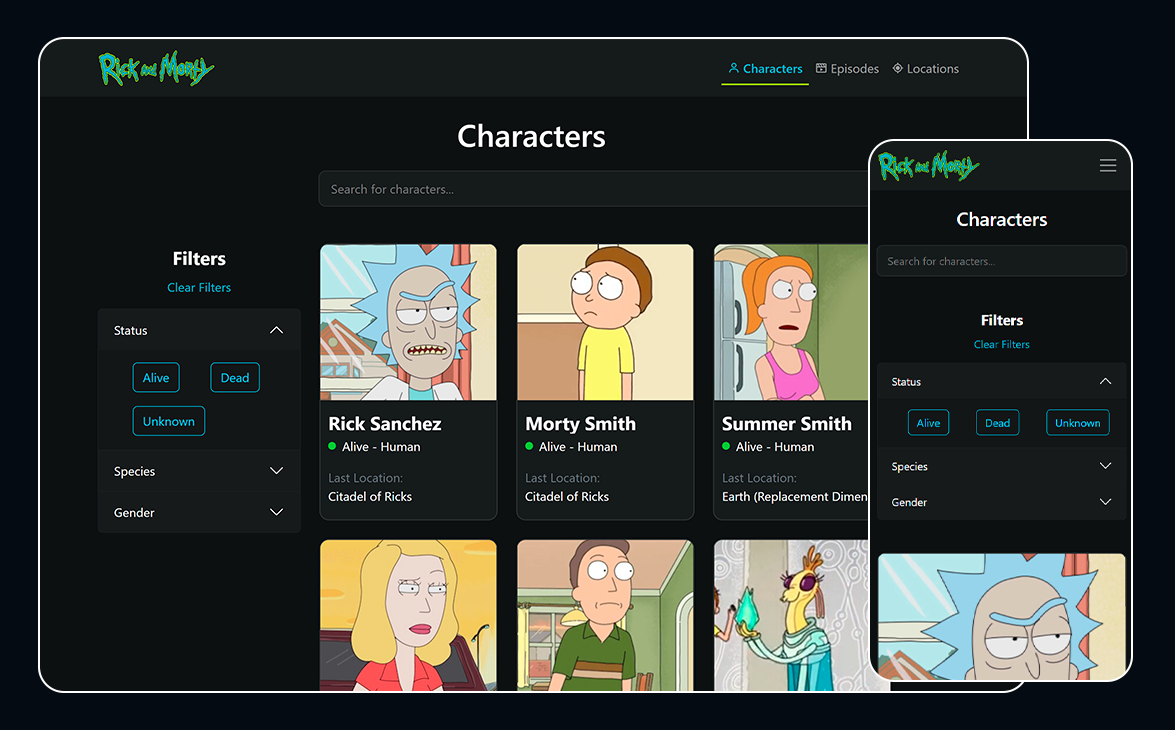 Rick and Morty
Characters Episodes Locations
Characters
Search for characters...
Filters
Clear Filters
Status
Alive Dead
Unknown
Species
Gender
Rick Sanchez
Alive - Human
Last Location:
Citadel of Ricks
Morty Smith
Alive - Human
Last Location:
Citadel of Ricks
Summer Smith
Alive - Human
Last Location:
Earth (Replacement Dimen
Rick and Morty
Characters
Search for characters...
Filters
Clear Filters
Status
Alive Dead Unknown
Species
Gender